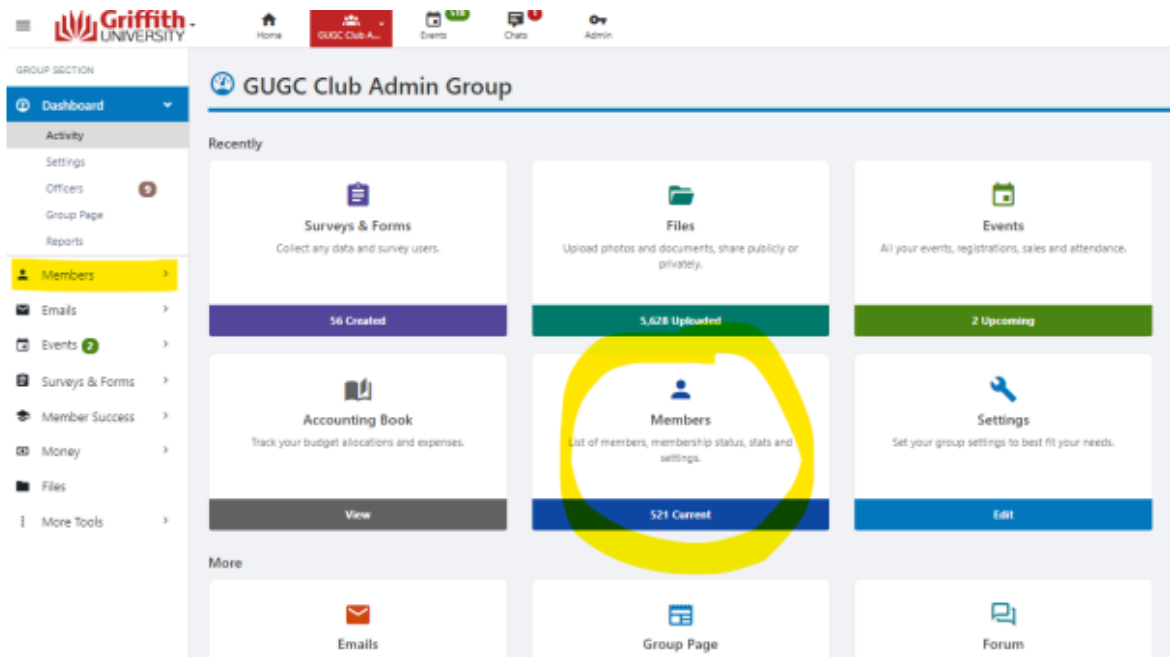 Griffith
UNIVERSITY
Home
GUGC Club A...
Events
Chats
Admin
GROUP SECTION
Dashboard
Activity
Settings
Officers 9
Group Page
Reports
Members
Emails
Events 2
Surveys & Forms
Member Success
Money
Files
More Tools
GUGC Club Admin Group
Recently
Surveys & Forms
Collect any data and survey users.
56 Created
Files
Upload photos and documents, share publicly or
privately.
5,628 Uploaded
Events
All your events, registrations, sales and attendance.
2 Upcoming
Accounting Book
Track your budget allocations and expenses.
View
Members
List of members, membership status, stats and
settings.
521 Current
Settings
Set your group settings to best fit your needs.
Edit
More
Emails
Group Page
Forum